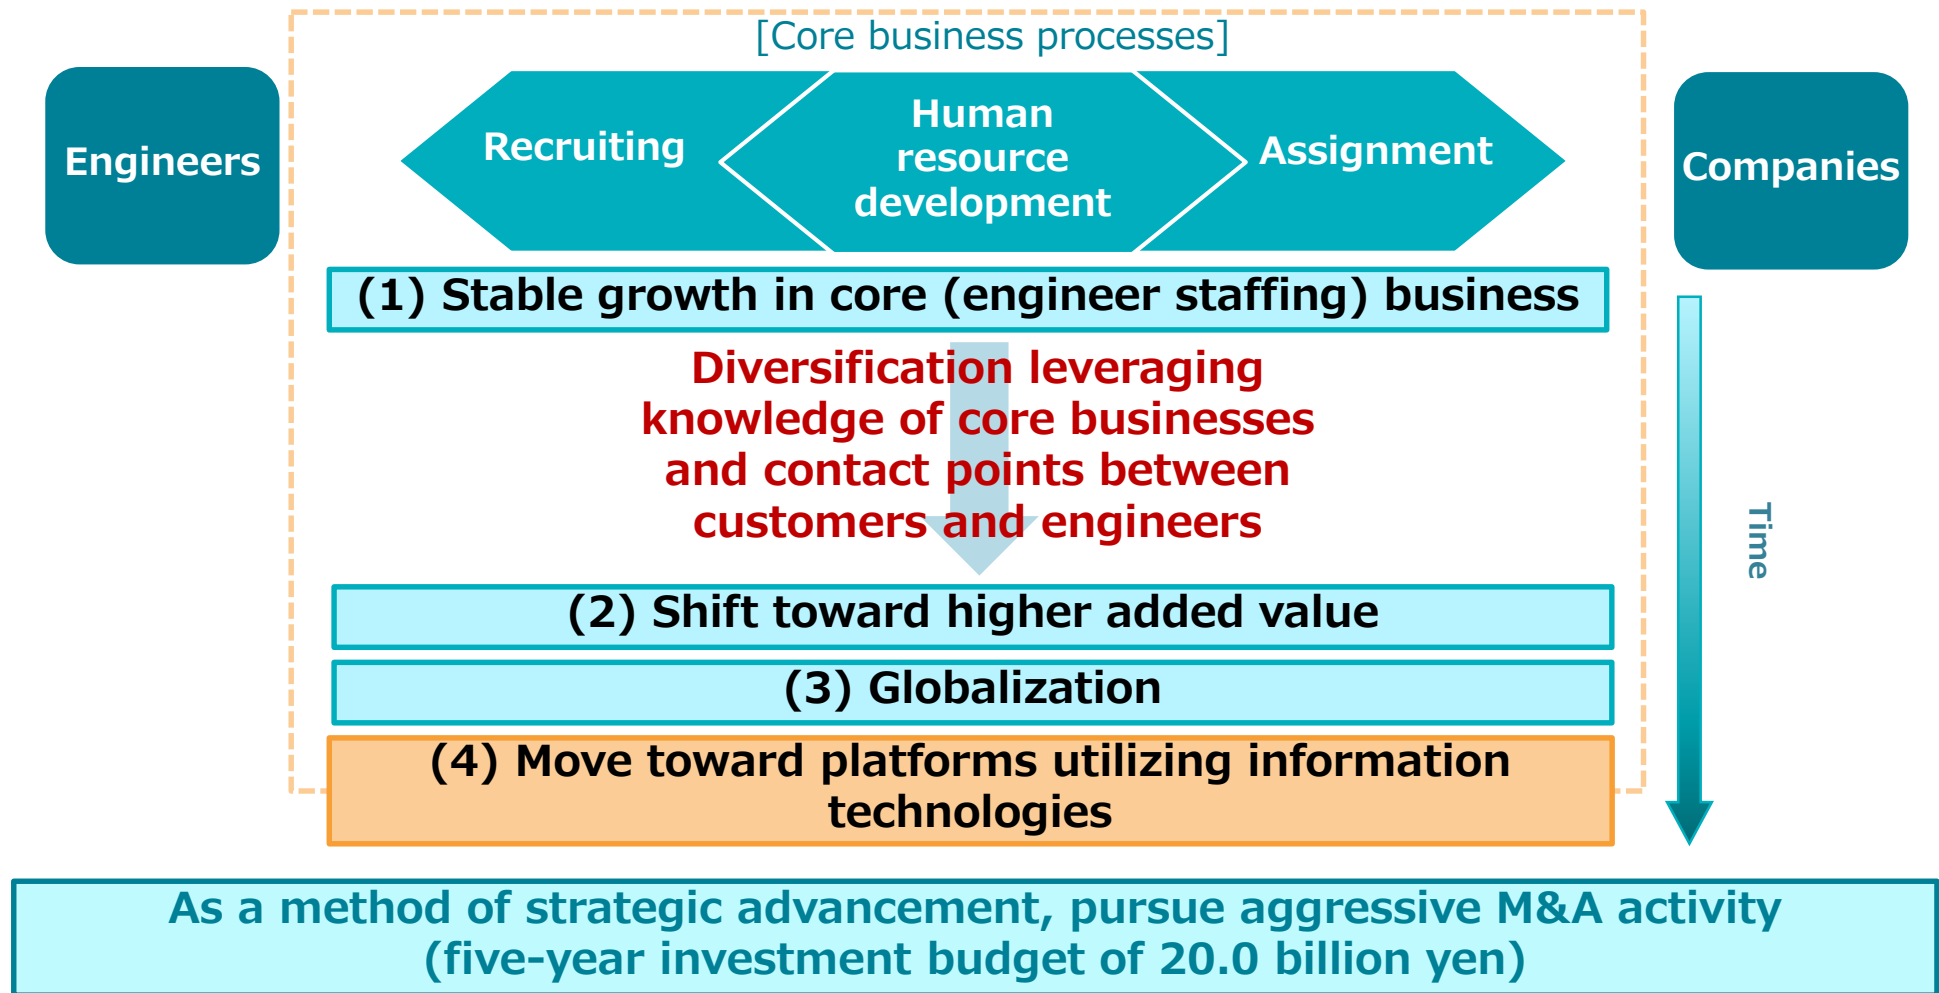 [Core business processes]
Engineers
Recruiting
Human
resource
development
Assignment
Companies
(1) Stable growth in core (engineer staffing) business
Diversification leveraging
knowledge of core businesses
and contact points between
customers and engineers
Time
(2) Shift toward higher added value
(3) Globalization
(4) Move toward platforms utilizing information
technologies
As a method of strategic advancement, pursue aggressive M&A activity
(five-year investment budget of 20.0 billion yen)